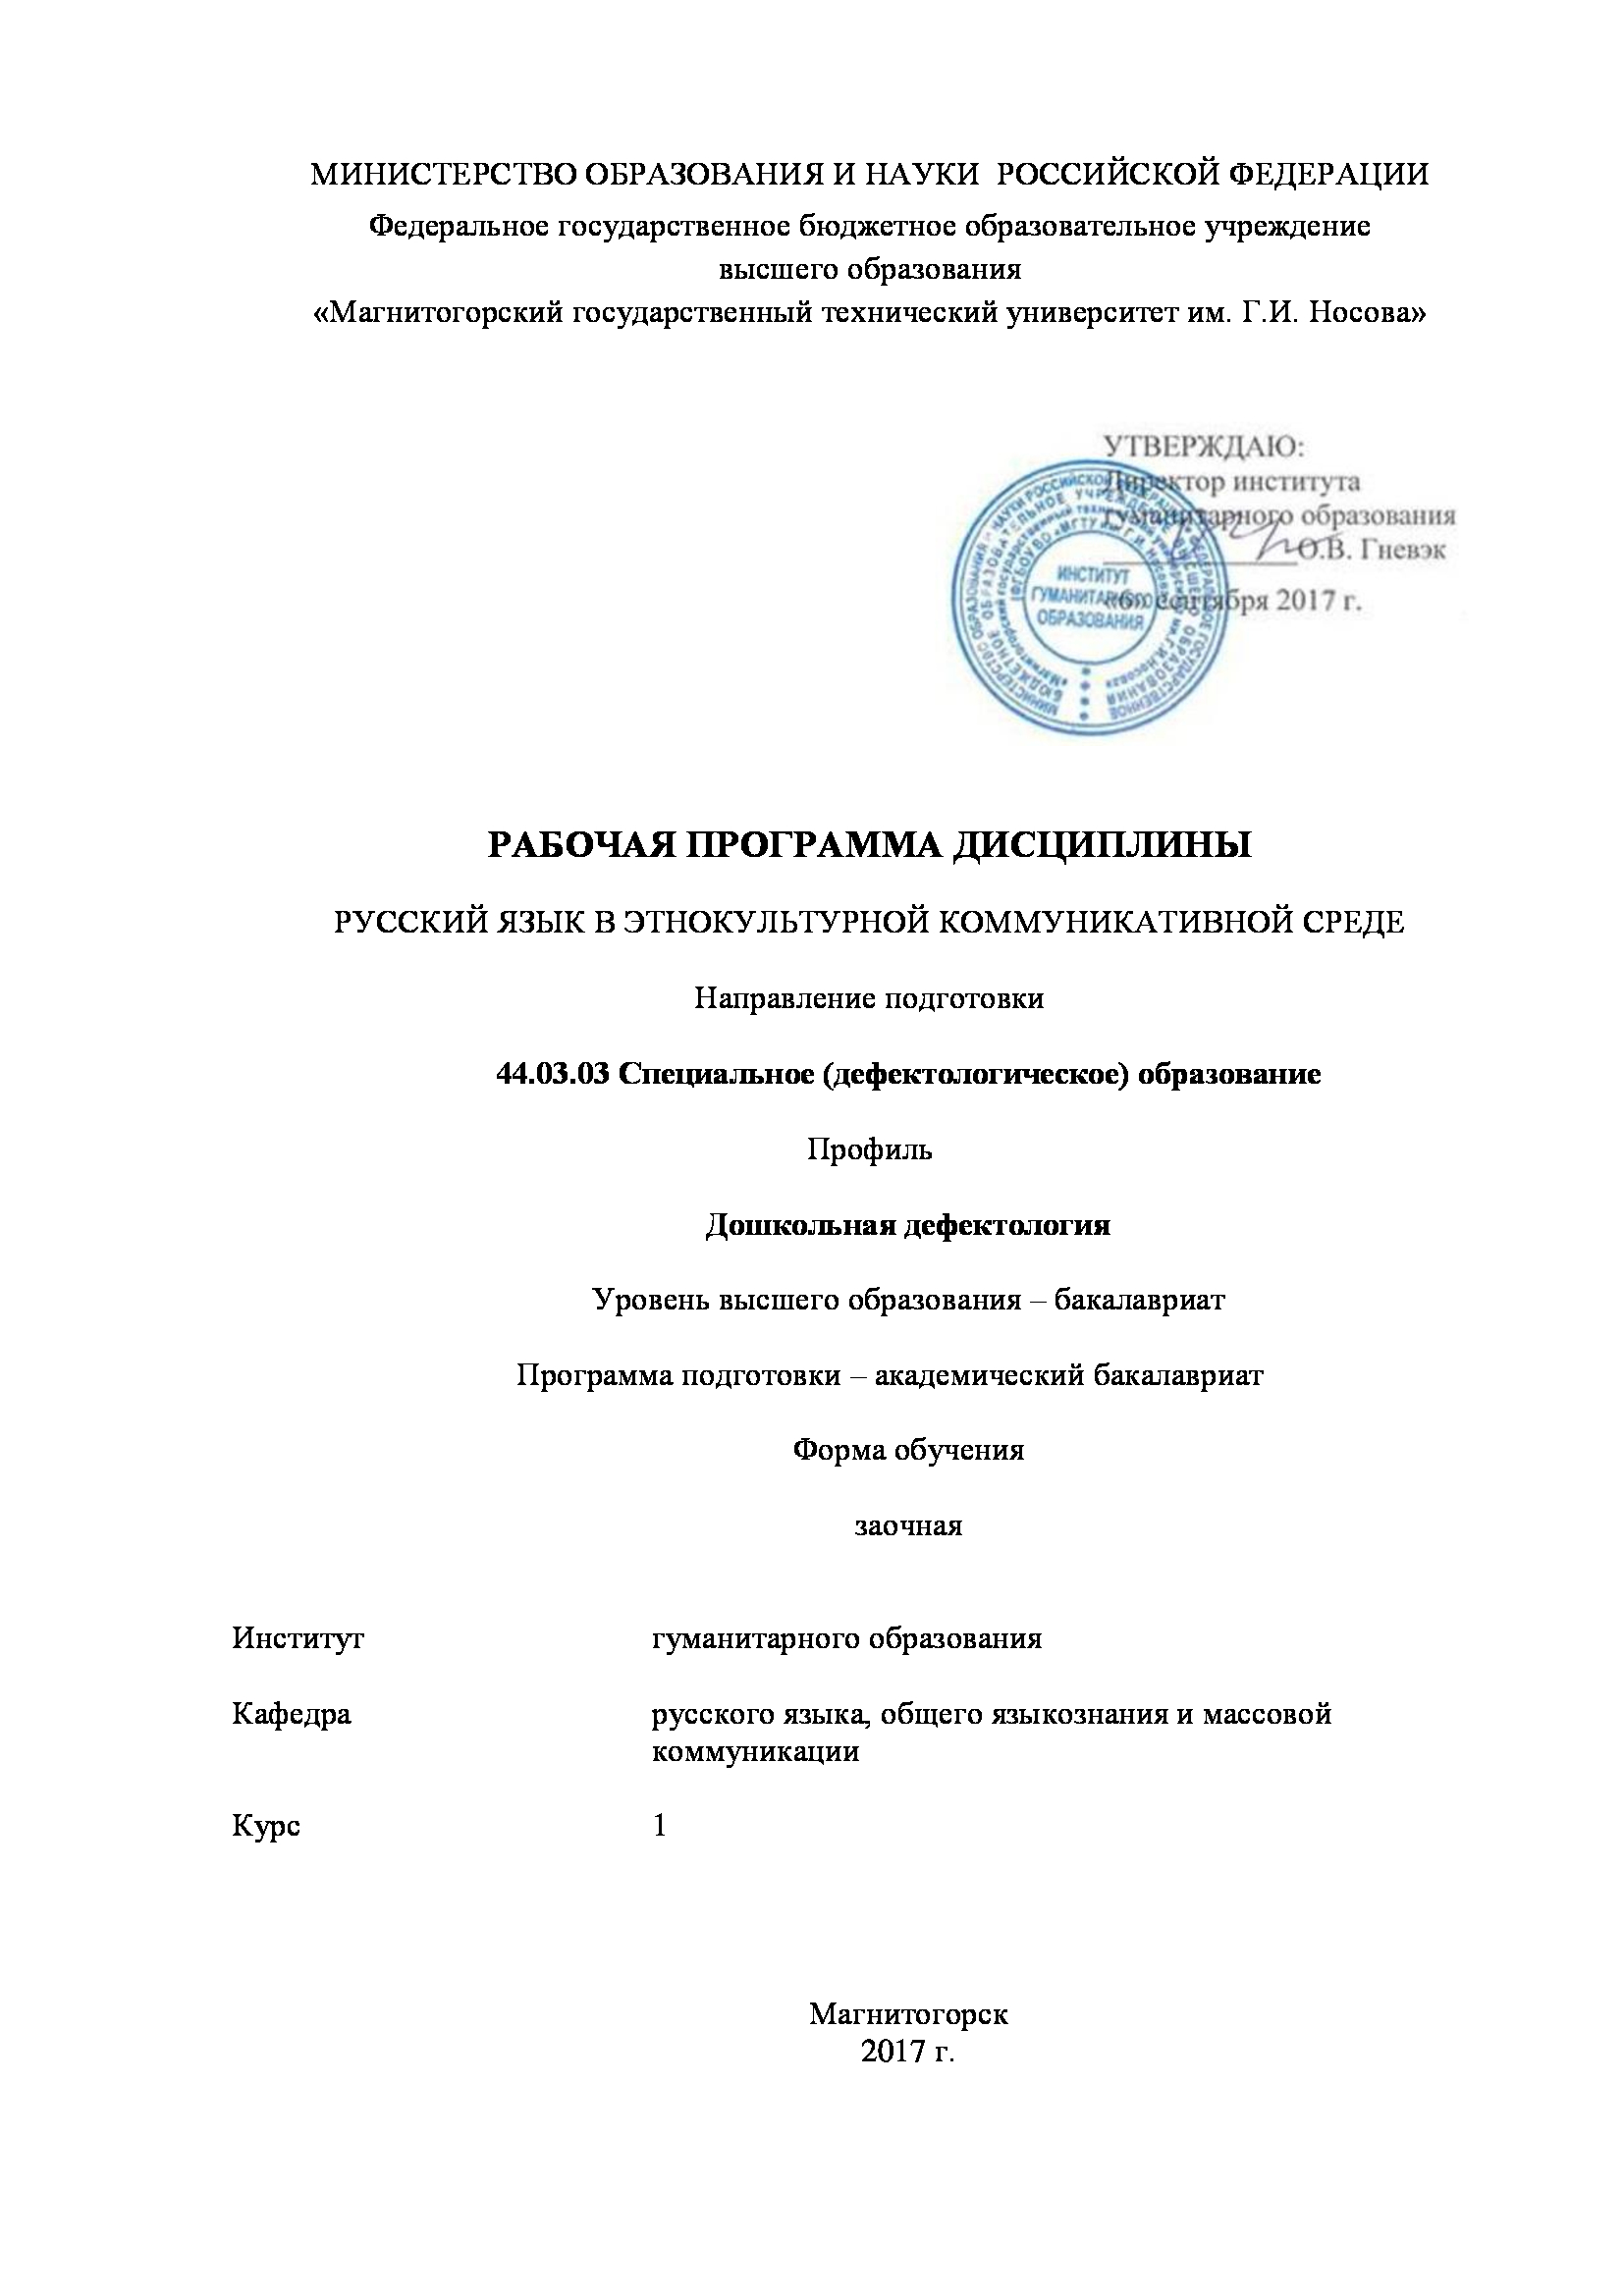 МИНИСТЕРСТВО ОБРАЗОВАНИЯ И НАУКИ РОССИЙСКОЙ ФЕДЕРАЦИИ
Федеральное государственное бюджетное образовательное учреждение
высшего образования
«Магнитогорский государственный технический университет им. Г.И. Носова»
УТВЕРЖДАЮ:
Директор института
гуманитарного образования
О.В. Гневэк
«6» сентября 2017 г.
ИНСТИТУТ
ГУМАНИТАРНОГО
ОБРАЗОВАНИЯ
РАБОЧАЯ ПРОГРАММА ДИСЦИПЛИНЫ
РУССКИЙ ЯЗЫК В ЭТНОКУЛЬТУРНОЙ КОММУНИКАТИВНОЙ СРЕДЕ
Направление подготовки
44.03.03 Специальное (дефектологическое) образование
Профиль
Дошкольная дефектология
Уровень высшего образования – бакалавриат
Программа подготовки – академический бакалавриат
Форма обучения
заочная
Институт гуманитарного образования
Кафедра русского языка, общего языкознания и массовой
коммуникации
Курс 1
Магнитогорск
2017 г.